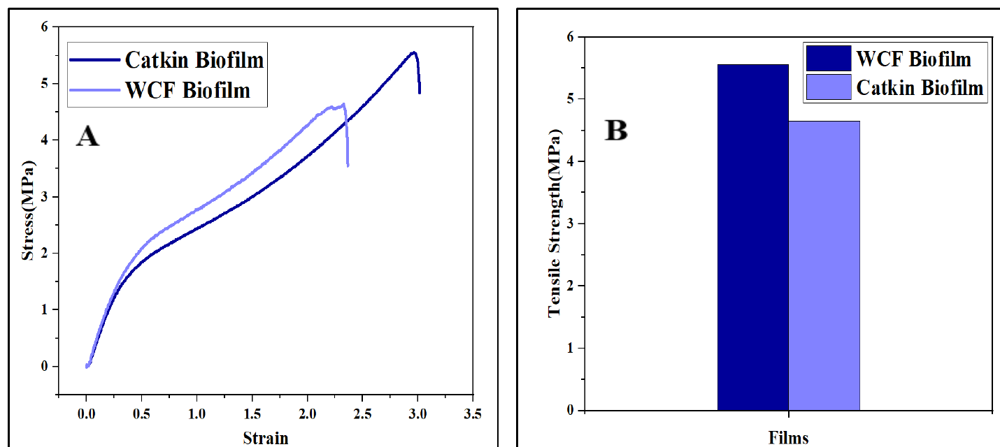 Catkin Biofilm
WCF Biofilm
A
6
5
4
3
2
1
0
Stress(MPa)
0.0 0.5 1.0 1.5 2.0 2.5 3.0 3.5
Strain
WCF Biofilm
Catkin Biofilm
B
6
5
4
3
2
1
0
Tensile Strength(MPa)
Films